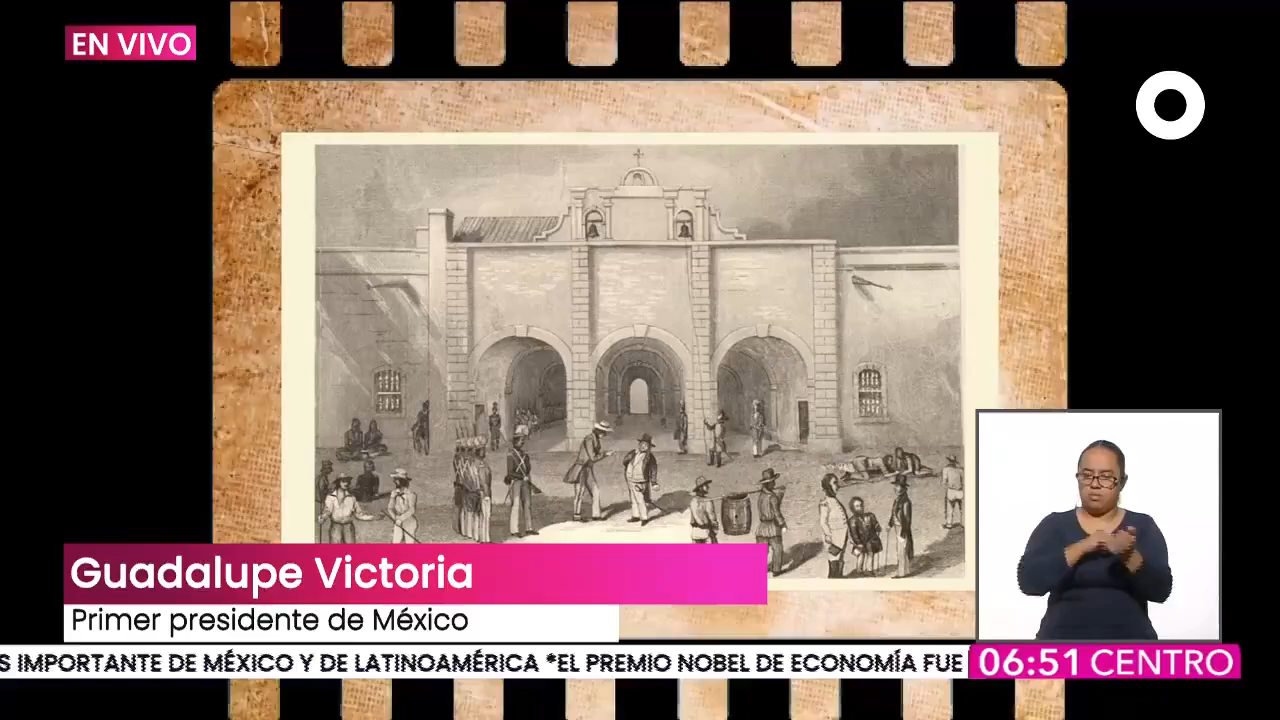 EN VIVO
Guadalupe Victoria
Primer presidente de México
S IMPORTANTE DE MÉXICO Y DE LATINOAMÉRICA *EL PREMIO NOBEL DE ECONOMÍA FUE
06:51 CENTRO